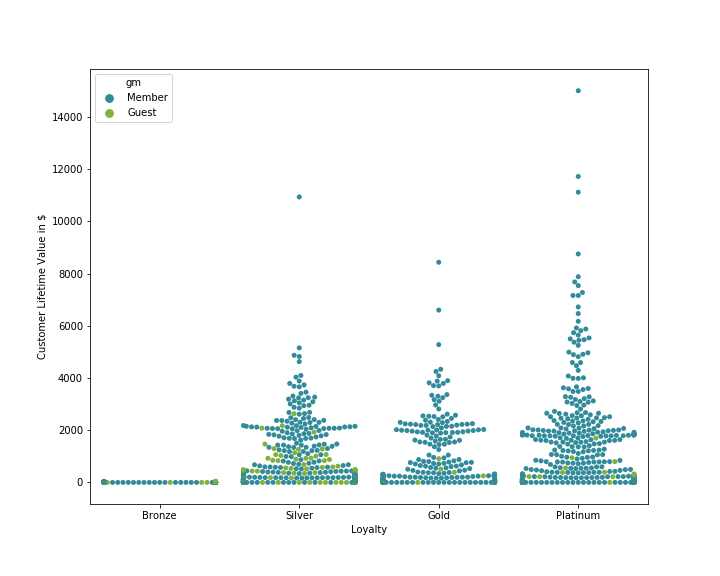 gm
Member
Guest
14000
12000
10000
8000
6000
4000
2000
0
Customer Lifetime Value in $
Bronze
Silver
Gold
Platinum
Loyalty